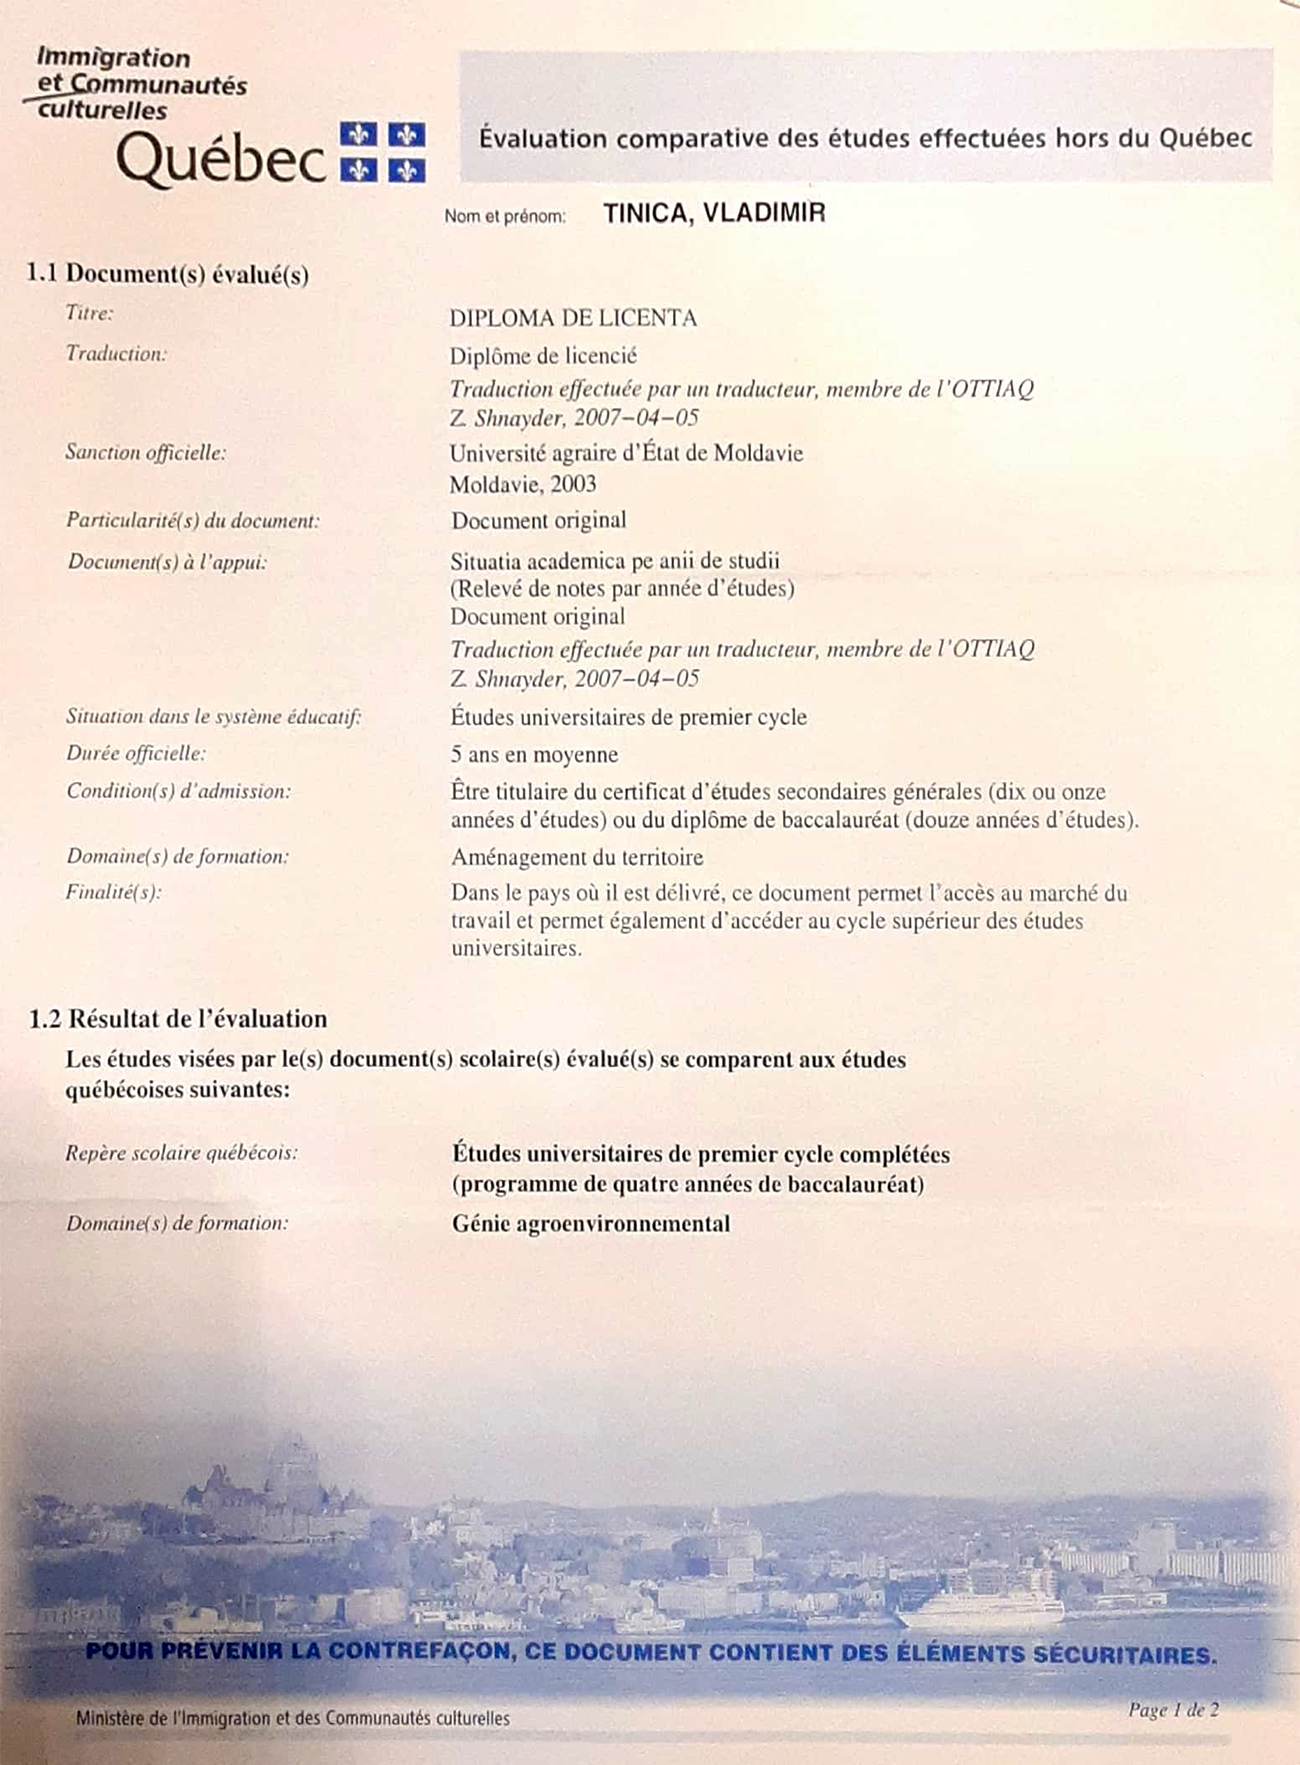 Immigration
et Communautés
culturelles
Québec
Évaluation comparative des études effectuées hors du Québec
Nom et prénom: TINICA, VLADIMIR
1.1 Document(s) évalué(s)
Titre: DIPLOMA DE LICENTA
Traduction: Diplôme de licencié
Traduction effectuée par un traducteur, membre de l'OTTIAQ
Z. Shnayder, 2007-04-05
Sanction officielle: Université agraire d'État de Moldavie
Moldavie, 2003
Particularité(s) du document: Document original
Document(s) à l'appui: Situatia academica pe anii de studii
(Relevé de notes par année d'études)
Document original
Traduction effectuée par un traducteur, membre de l'OTTIAQ
Z. Shnayder, 2007-04-05
Situation dans le système éducatif: Études universitaires de premier cycle
Durée officielle: 5 ans en moyenne
Condition(s) d'admission: Être titulaire du certificat d'études secondaires générales (dix ou onze
années d'études) ou du diplôme de baccalauréat (douze années d'études).
Domaine(s) de formation: Aménagement du territoire
Finalité(s): Dans le pays où il est délivré, ce document permet l'accès au marché du
travail et permet également d'accéder au cycle supérieur des études
universitaires.
1.2 Résultat de l'évaluation
Les études visées par le(s) document(s) scolaire(s) évalué(s) se comparent aux études
québécoises suivantes:
Repère scolaire québécois: Études universitaires de premier cycle complétées
(programme de quatre années de baccalauréat)
Domaine(s) de formation: Génie agroenvironnemental
POUR PRÉVENIR LA CONTREFAÇON, CE DOCUMENT CONTIENT DES ÉLÉMENTS SÉCURITAIRES.
Ministère de l'Immigration et des Communautés culturelles
Page 1 de 2